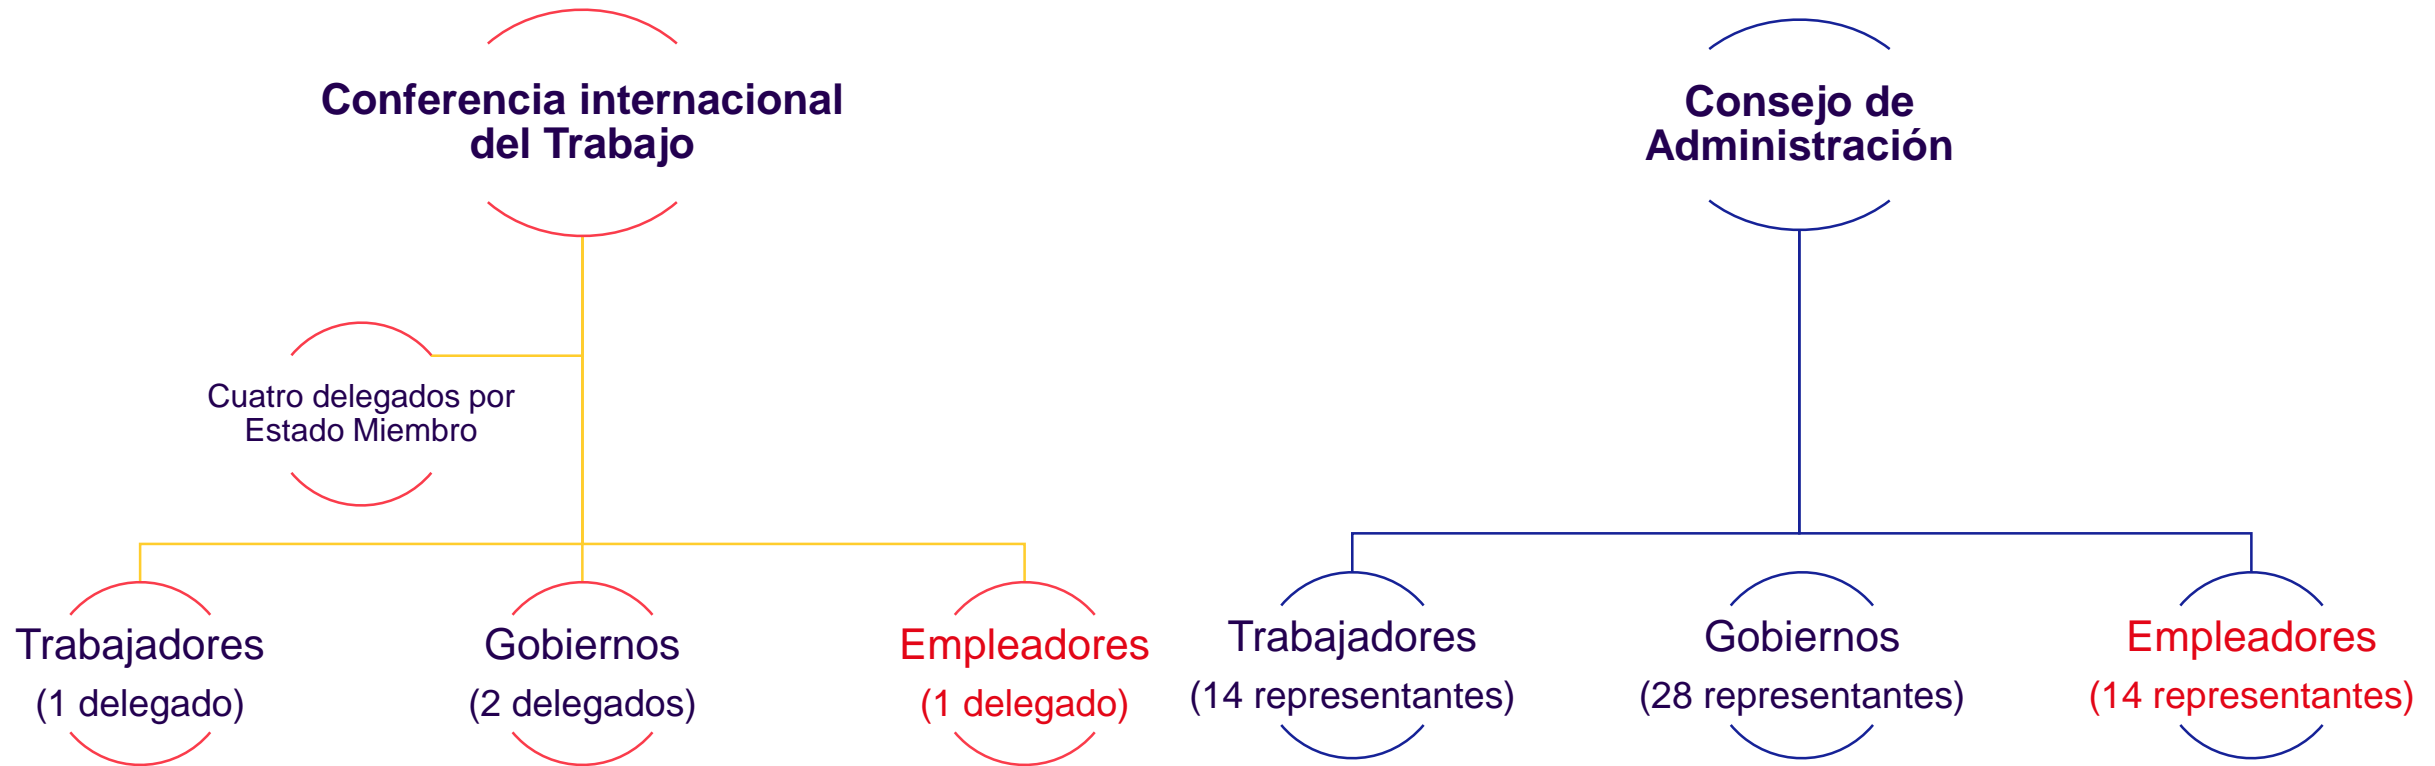 Conferencia internacional
del Trabajo
Cuatro delegados por
Estado Miembro
Trabajadores
(1 delegado)
Gobiernos
(2 delegados)
Empleadores
(1 delegado)
Consejo de
Administración
Trabajadores
(14 representantes)
Gobiernos
(28 representantes)
Empleadores
(14 representantes)